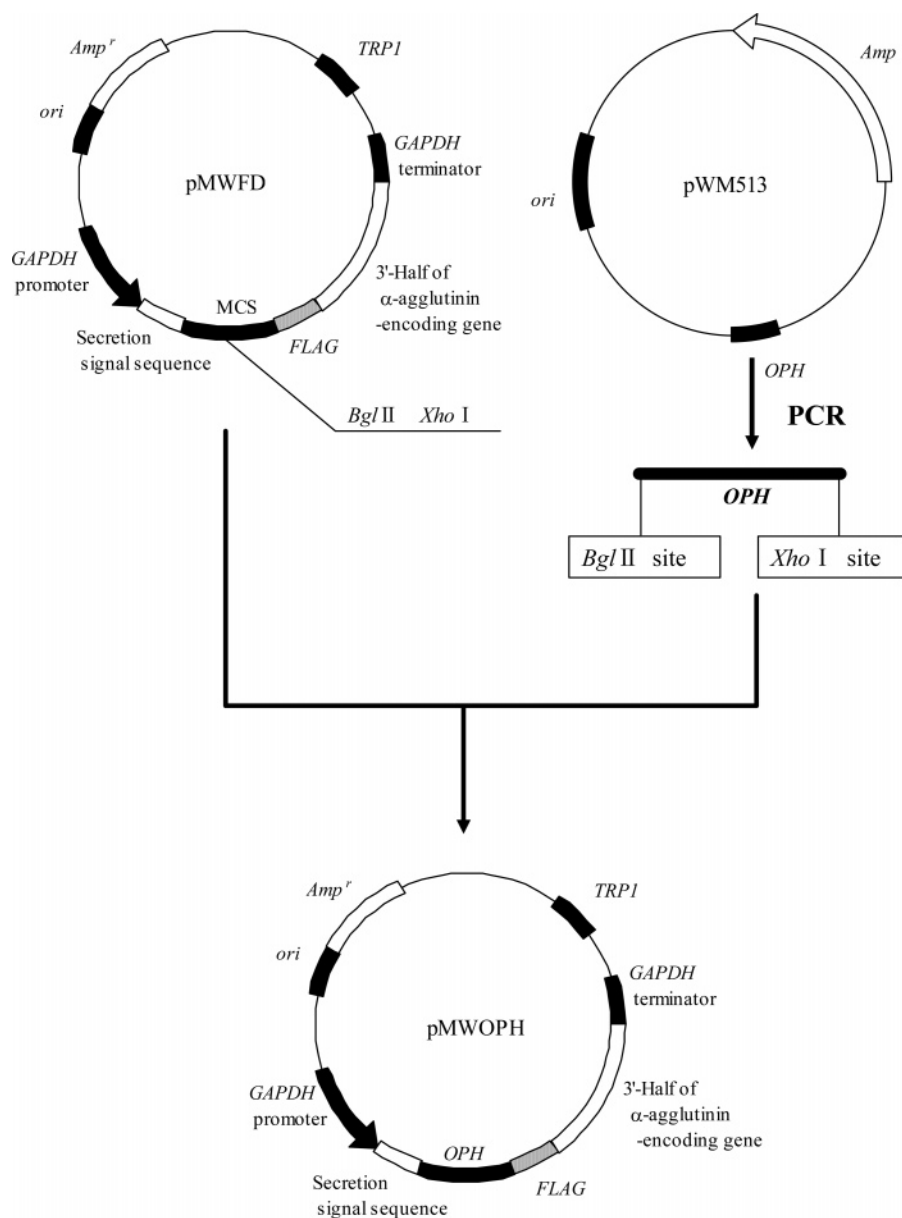 Amp r
TRP1
ori
GAPDH
terminator
pMWFD
GAPDH
promoter
3'-Half of
α-agglutinin
-encoding gene
MCS
Secretion
signal sequence
FLAG
Bgl II Xho I
Amp
ori
pWM513
OPH
PCR
OPH
Bgl II site
Xho I site
Amp r
TRP1
ori
GAPDH
terminator
pMWOPH
GAPDH
promoter
3'-Half of
α-agglutinin
-encoding gene
OPH
Secretion
signal sequence
FLAG